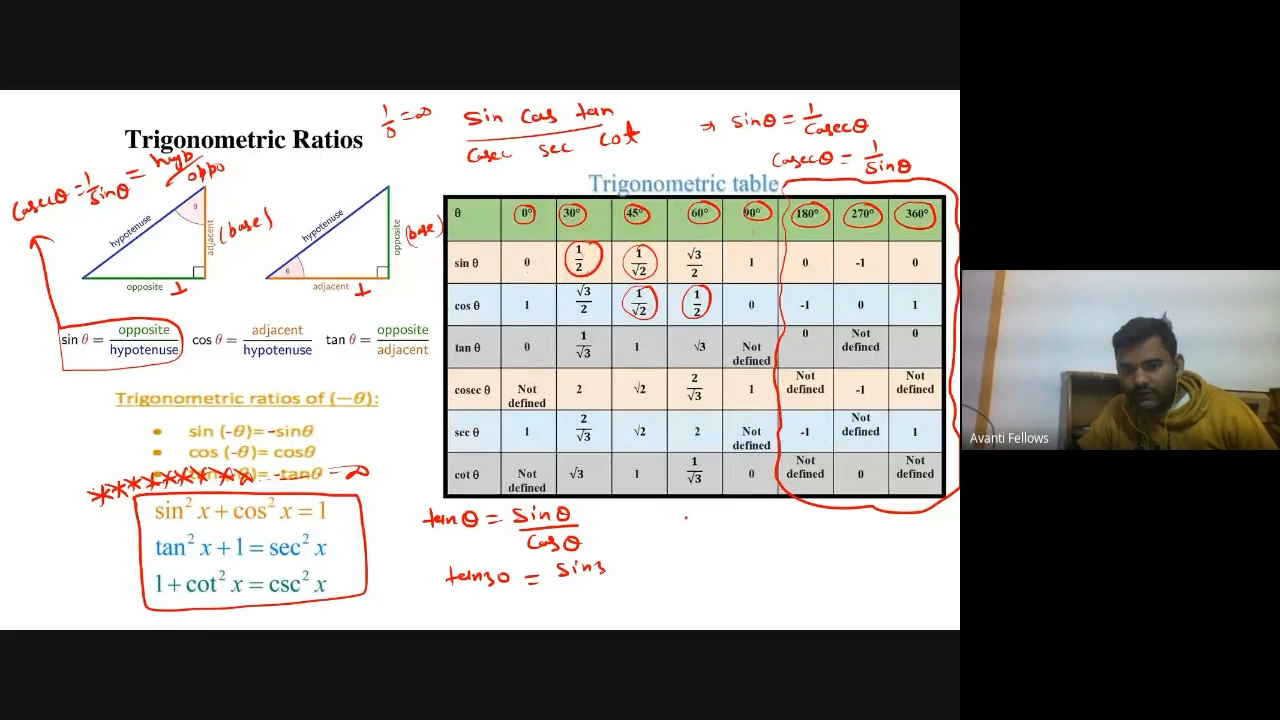 Trigonometric Ratios
1/0 = ∞
Sin Cos tan
Cosec sec cot
⇒ Sinθ = 1/Cosecθ
Cosecθ = 1/Sinθ
Cosecθ = 1/Sinθ = hyb/oppo
hypotenuse
θ
adjacent
(base)
opposite
hypotenuse
θ
opposite
(base)
adjacent
sin θ = opposite/hypotenuse cos θ = adjacent/hypotenuse tan θ = opposite/adjacent
Trigonometric ratios of (−θ):
• sin (-θ)= -sinθ
• cos (-θ)= cosθ
-tanθ = ∞
sin² x + cos² x = 1
tan² x + 1 = sec² x
1 + cot² x = csc² x
Trigonometric table
θ 0° 30° 45° 60° 90° 180° 270° 360°
sin θ 0 1/2 1/√2 √3/2 1 0 -1 0
cos θ 1 √3/2 1/√2 1/2 0 -1 0 1
tan θ 0 1/√3 1 √3 Not defined 0 Not defined 0
cosec θ Not defined 2 √2 2/√3 1 Not defined -1 Not defined
sec θ 1 2/√3 √2 2 Not defined -1 Not defined 1
cot θ Not defined √3 1 1/√3 0 Not defined 0 Not defined
tanθ = Sinθ/Cosθ
tan30 = Sin3
Avanti Fellows